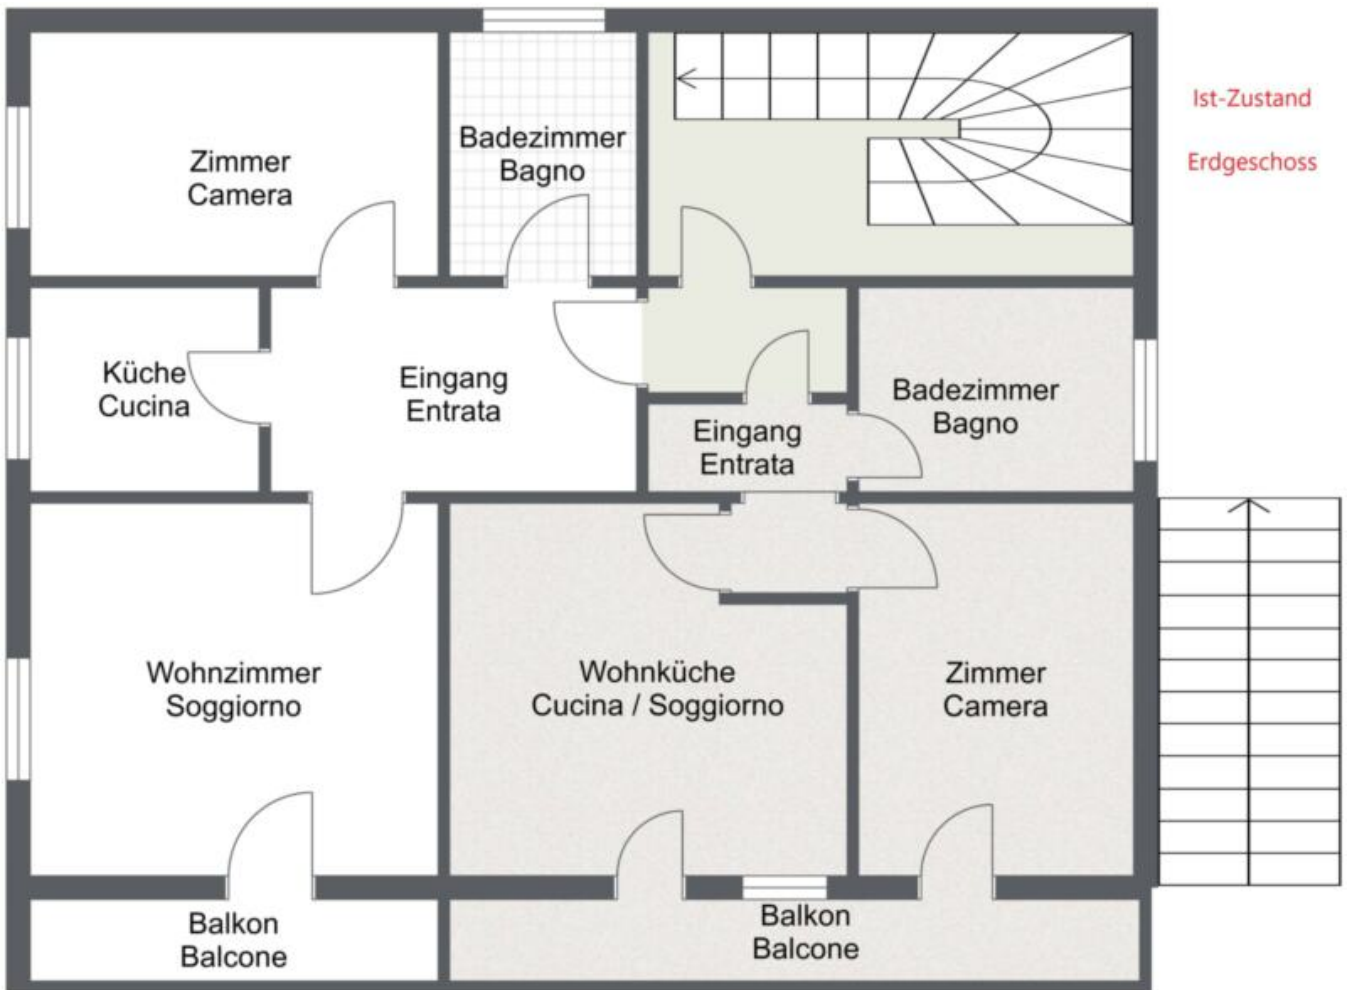 Ist-Zustand
Erdgeschoss
Zimmer
Camera
Badezimmer
Bagno
Küche
Cucina
Eingang
Entrata
Eingang
Entrata
Badezimmer
Bagno
Wohnzimmer
Soggiorno
Wohnküche
Cucina / Soggiorno
Zimmer
Camera
Balkon
Balcone
Balkon
Balcone